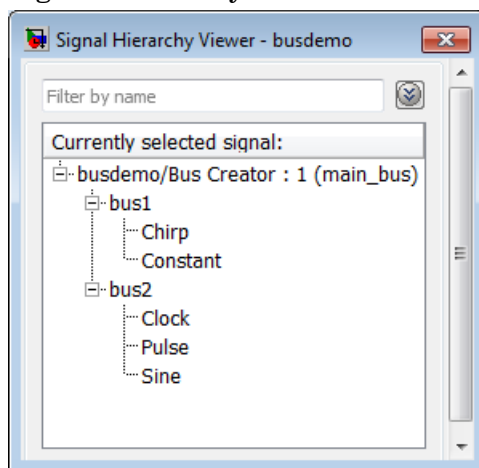 Signal Hierarchy Viewer - busdemo
Filter by name
Currently selected signal:
busdemo/Bus Creator : 1 (main_bus)
bus1
Chirp
Constant
bus2
Clock
Pulse
Sine